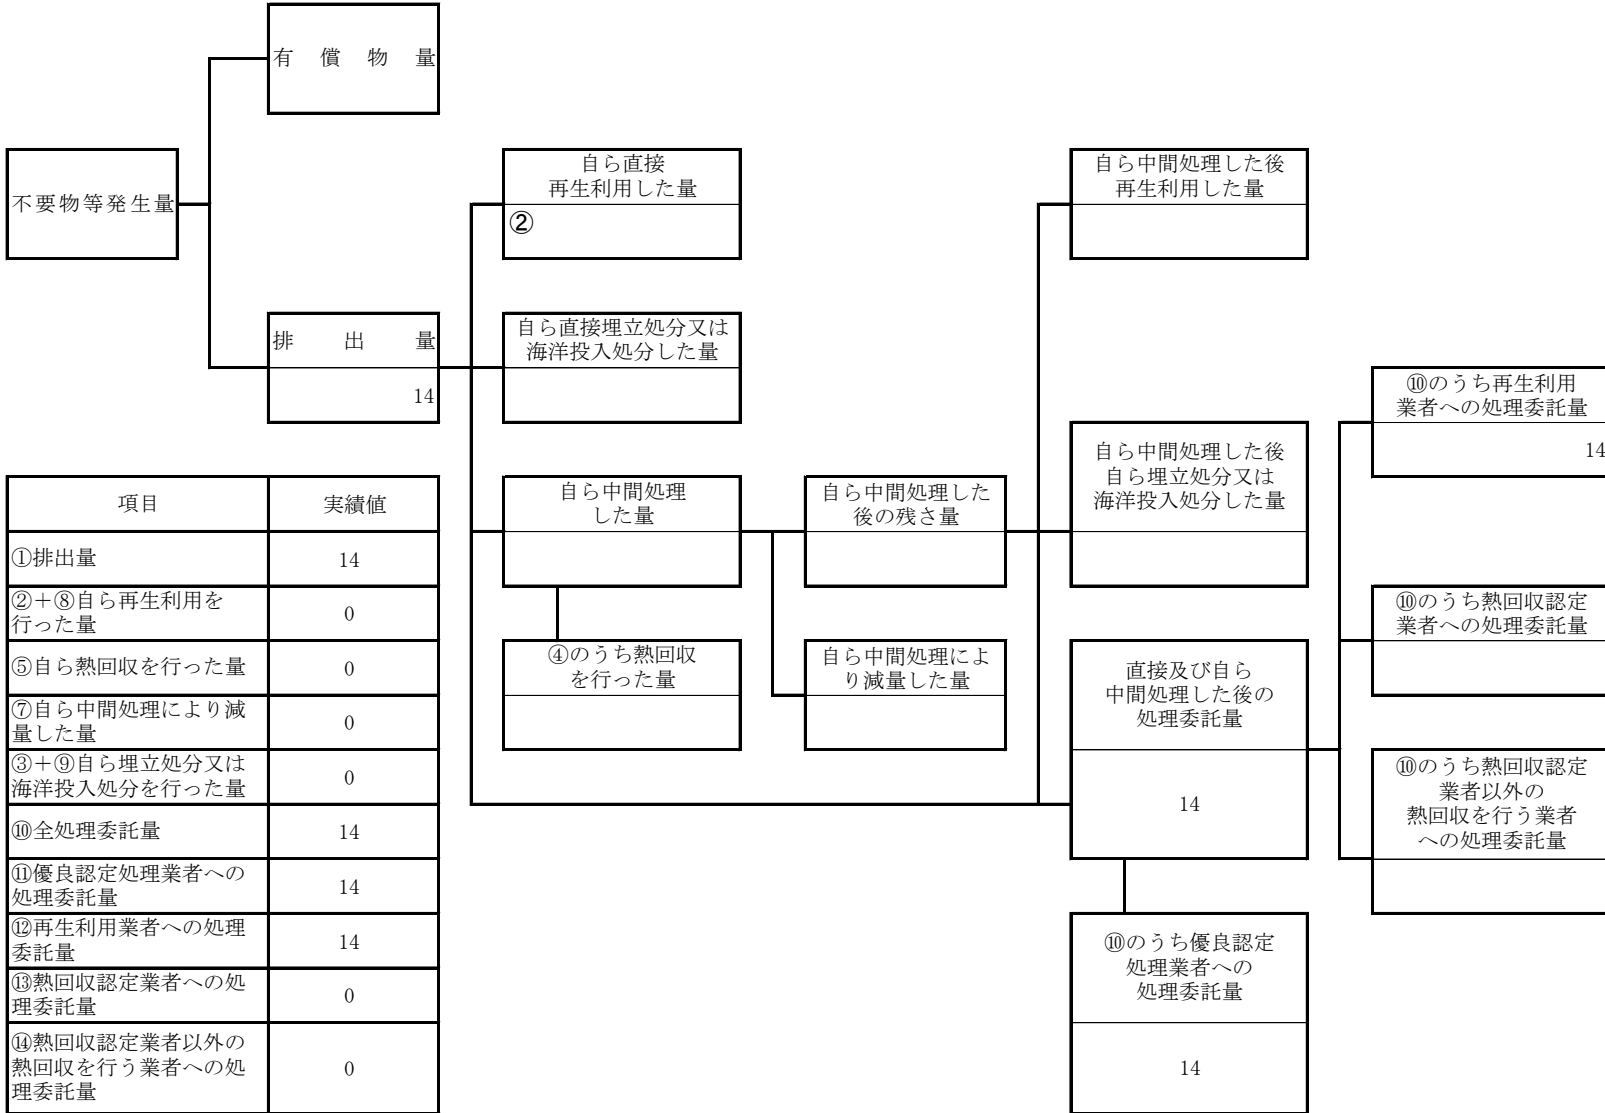 有償物量
不要物等発生量
自ら直接
再生利用した量
②
自ら中間処理した後
再生利用した量
排出量
14
自ら直接埋立処分又は
海洋投入処分した量
⑩のうち再生利用
業者への処理委託量
14
自ら中間処理した後
自ら埋立処分又は
海洋投入処分した量
自ら中間処理
した量
自ら中間処理した
後の残さ量
④のうち熱回収
を行った量
自ら中間処理によ
り減量した量
直接及び自ら
中間処理した後の
処理委託量
14
⑩のうち熱回収認定
業者への処理委託量
⑩のうち熱回収認定
業者以外の
熱回収を行う業者
への処理委託量
⑩のうち優良認定
処理業者への
処理委託量
14
項目 実績値
①排出量 14
②+⑧自ら再生利用を
行った量 0
⑤自ら熱回収を行った量 0
⑦自ら中間処理により減
量した量 0
③+⑨自ら埋立処分又は
海洋投入処分を行った量 0
⑩全処理委託量 14
⑪優良認定処理業者への
処理委託量 14
⑫再生利用業者への処理
委託量 14
⑬熱回収認定業者への処
理委託量 0
⑭熱回収認定業者以外の
熱回収を行う業者への処
理委託量 0